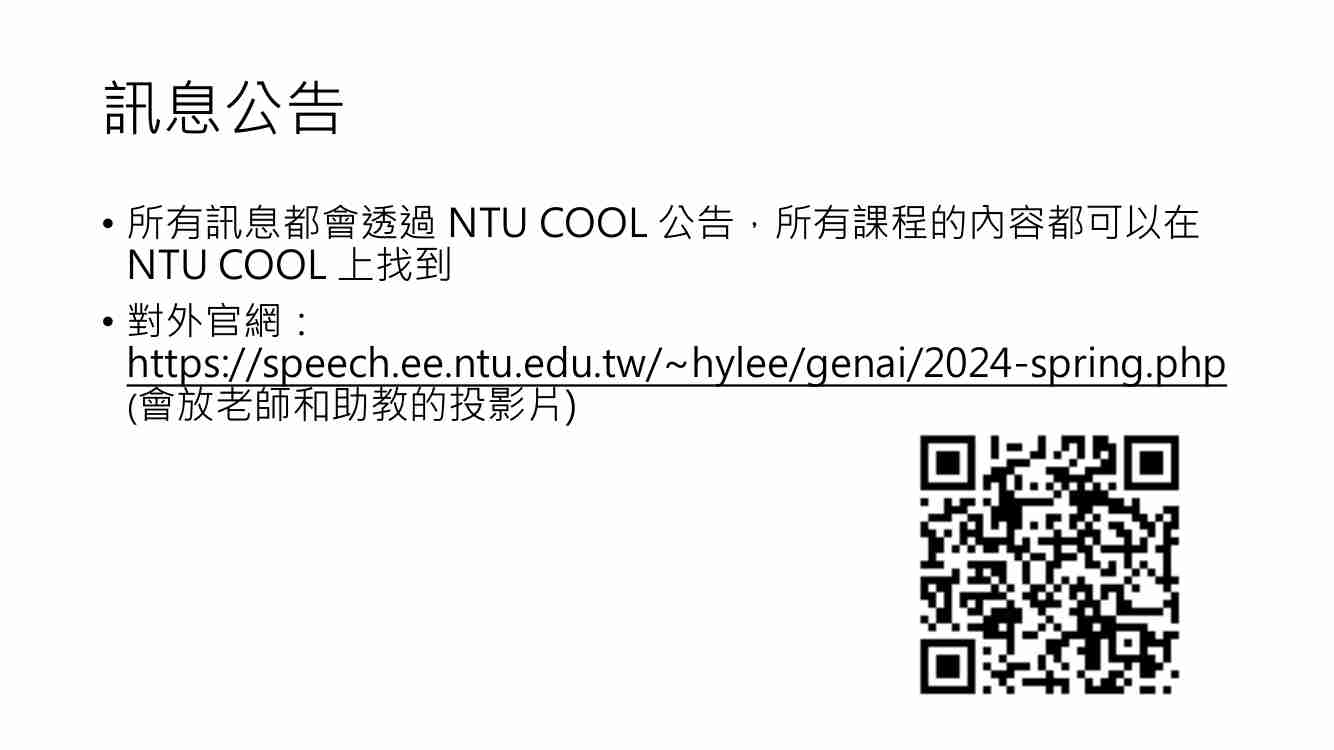 訊息公告
• 所有訊息都會透過 NTU COOL 公告，所有課程的內容都可以在
NTU COOL 上找到
• 對外官網：
https://speech.ee.ntu.edu.tw/~hylee/genai/2024-spring.php
(會放老師和助教的投影片)